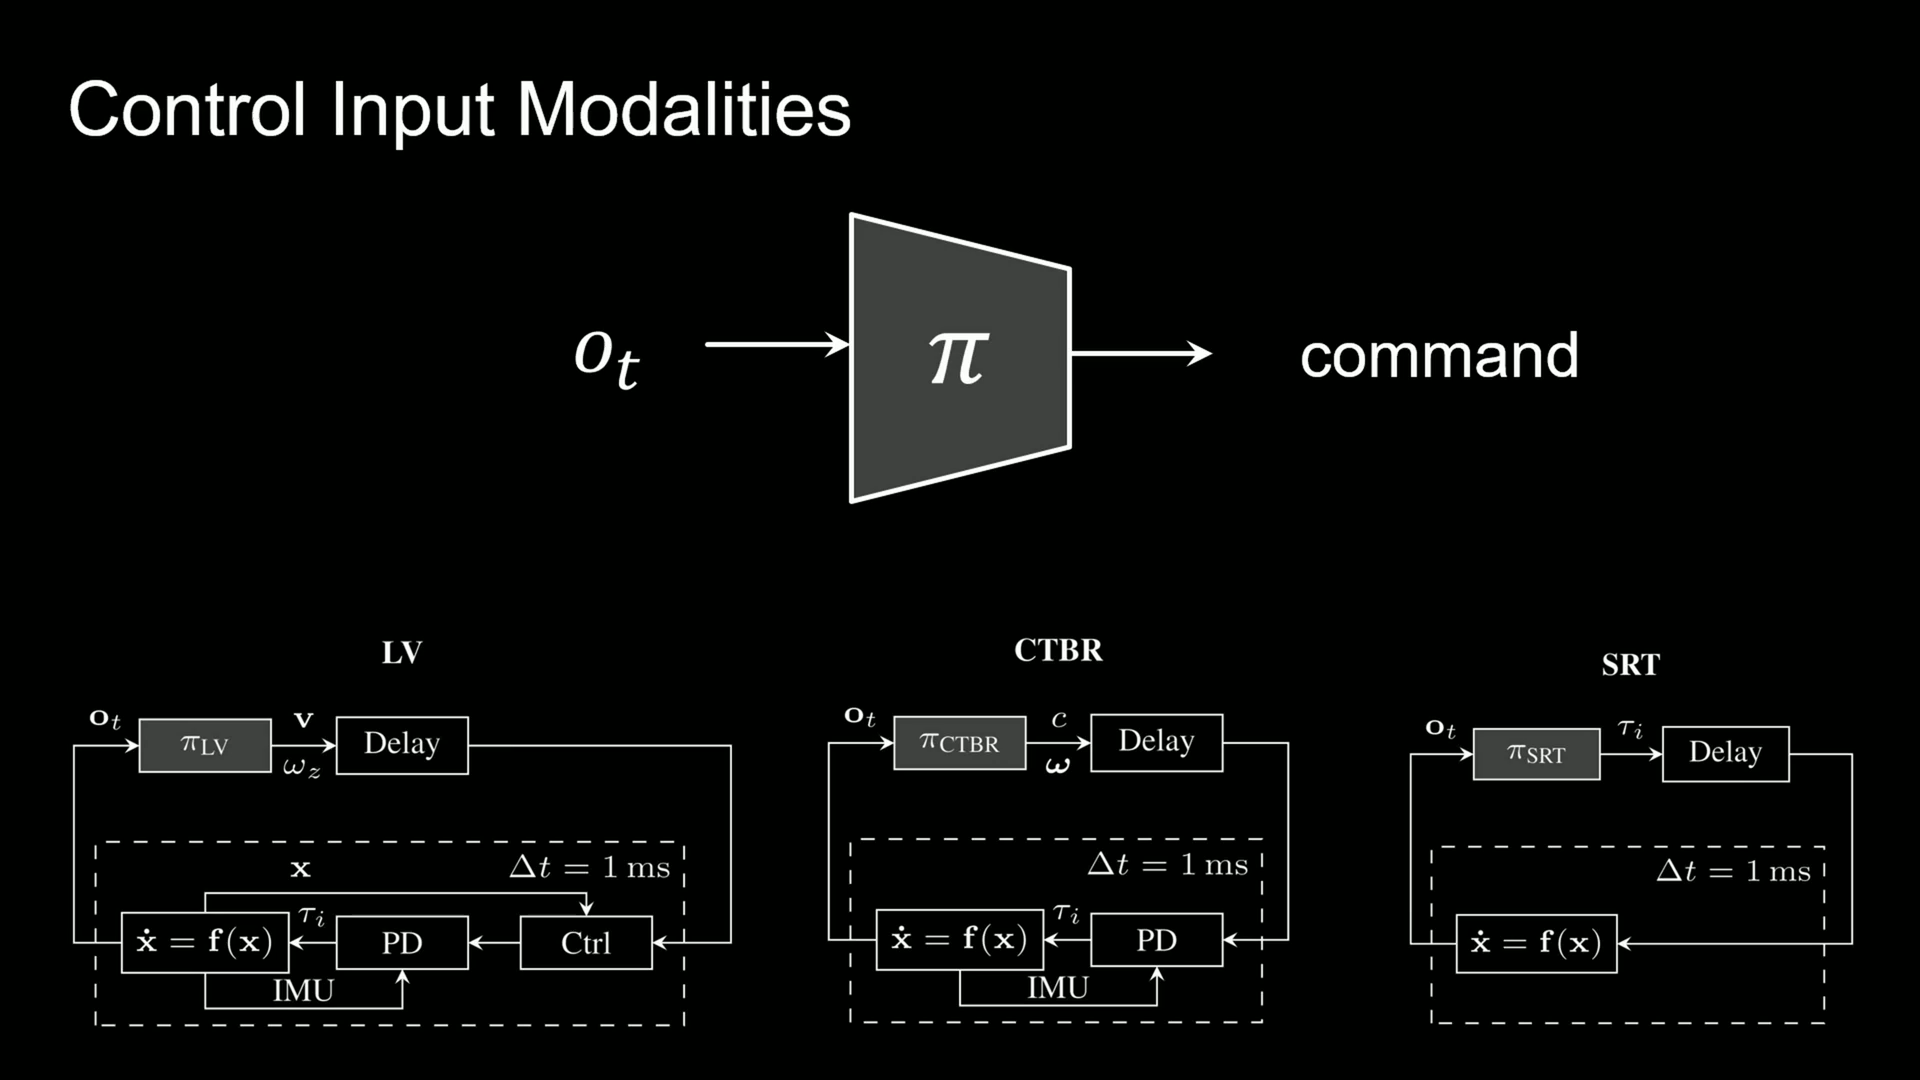 Control Input Modalities
o_t
π
command
LV
o_t
π_LV
v
ω_z
Delay
x
Δt = 1 ms
ẋ = f(x)
τ_i
PD
Ctrl
IMU
CTBR
o_t
π_CTBR
c
ω
Delay
Δt = 1 ms
ẋ = f(x)
τ_i
PD
IMU
SRT
o_t
π_SRT
τ_i
Delay
Δt = 1 ms
ẋ = f(x)